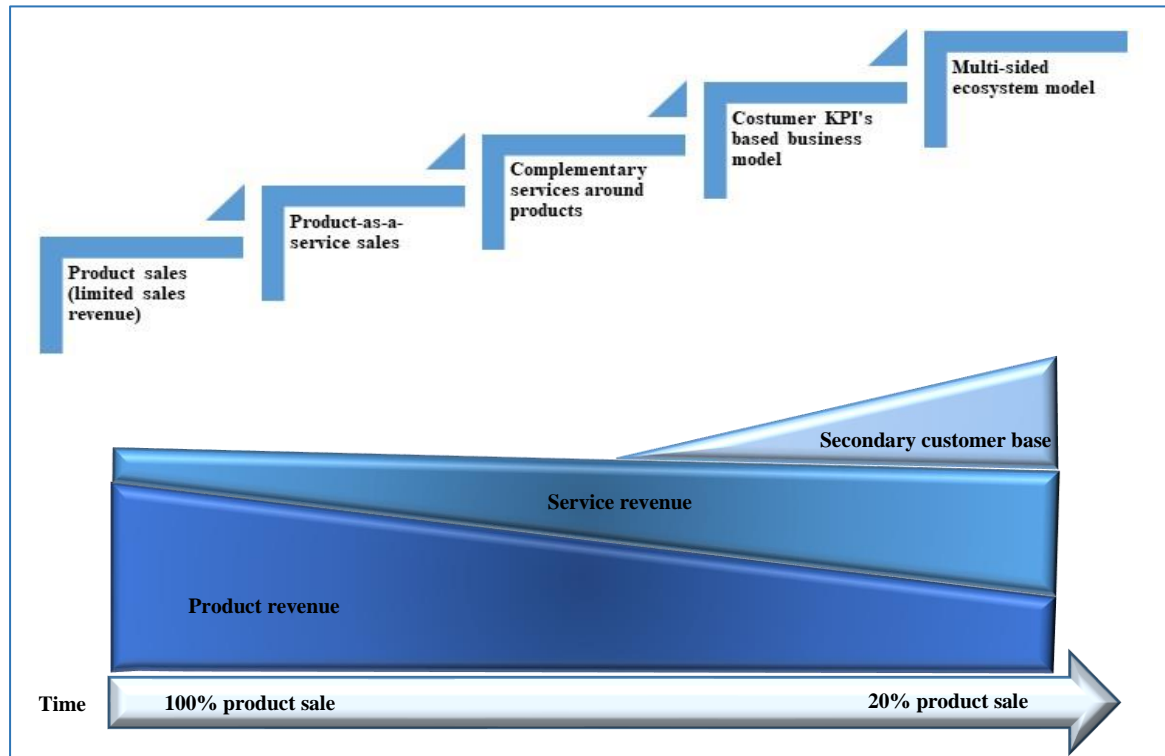 Multi-sided
ecosystem model
Costumer KPI's
based business
model
Complementary
services around
products
Product-as-a-
service sales
Product sales
(limited sales
revenue)
Secondary customer base
Service revenue
Product revenue
Time
100% product sale
20% product sale